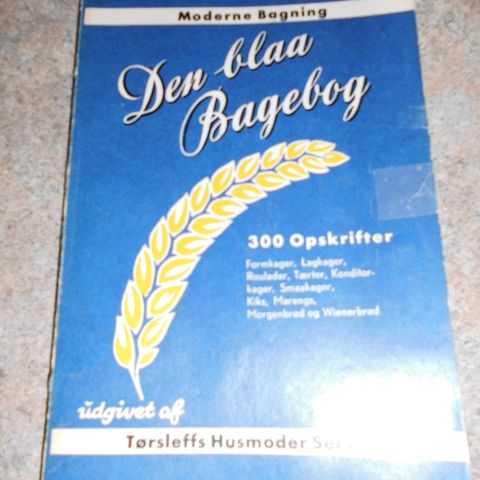 Moderne Bagning
Den blaa
Bagebog
300 Opskrifter
Formkager, Lagkager,
Roulader, Tærter, Konditor-
kager, Smaakager,
Kiks, Marengs,
Morgenbrød og Wienerbrød
udgivet af
Tørsleffs Husmoder